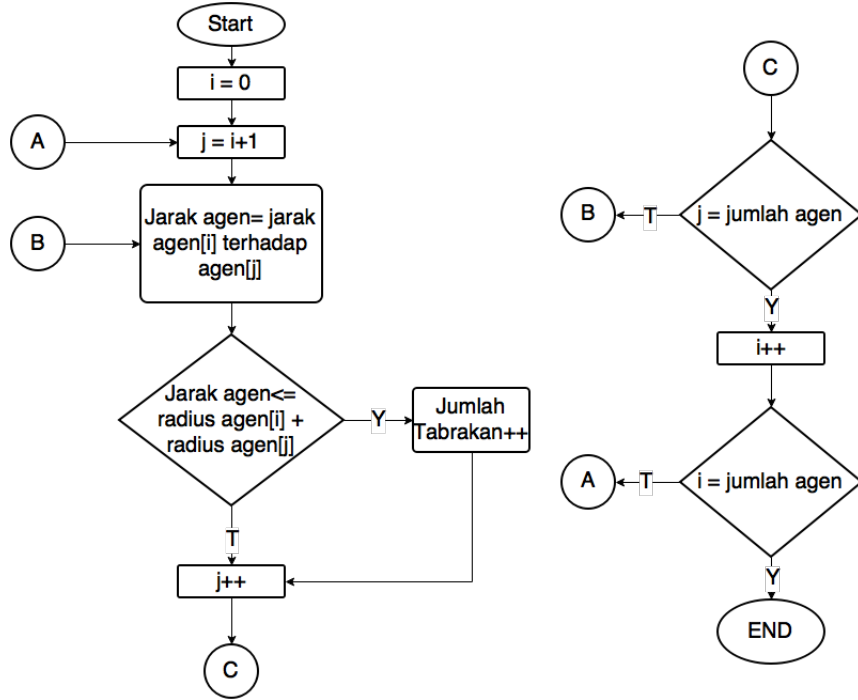 Start
i = 0
A
j = i+1
B
Jarak agen= jarak
agen[i] terhadap
agen[j]
Jarak agen<=
radius agen[i] +
radius agen[j]
Y
Jumlah
Tabrakan++
T
j++
C
C
j = jumlah agen
T
B
Y
i++
i = jumlah agen
T
A
Y
END